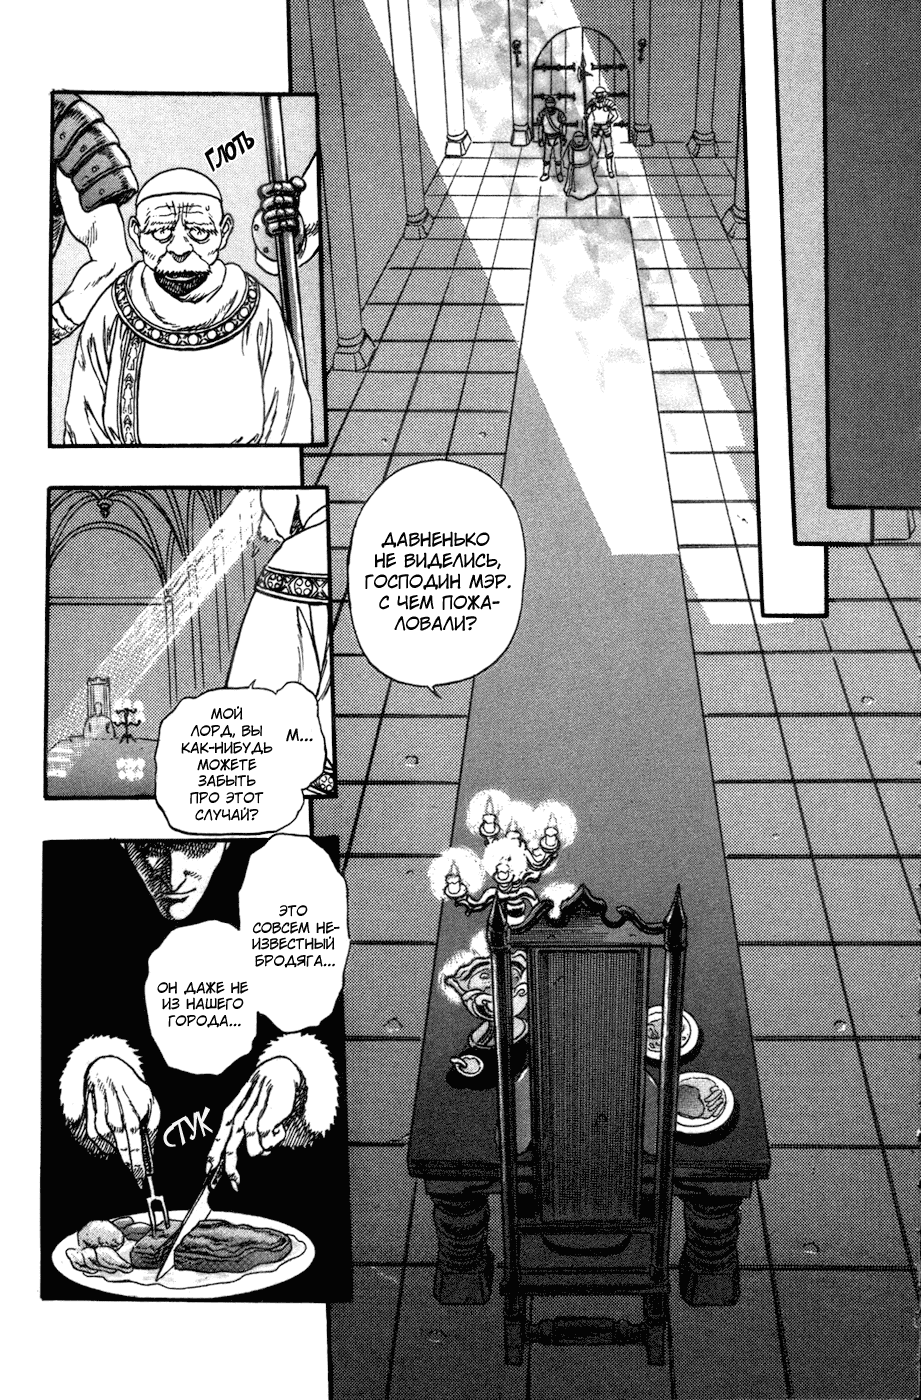 ДАВНЕНЬКО
НЕ ВИДЕЛИСЬ,
ГОСПОДИН МЭР.
С ЧЕМ ПОЖА-
ЛОВАЛИ?
ГЛОТЬ
М...
МОЙ
ЛОРД, ВЫ
КАК-НИБУДЬ
МОЖЕТЕ
ЗАБЫТЬ
ПРО ЭТОТ
СЛУЧАЙ?
ЭТО
СОВСЕМ НЕ-
ИЗВЕСТНЫЙ
БРОДЯГА...
ОН ДАЖЕ НЕ
ИЗ НАШЕГО
ГОРОДА...
СТУК